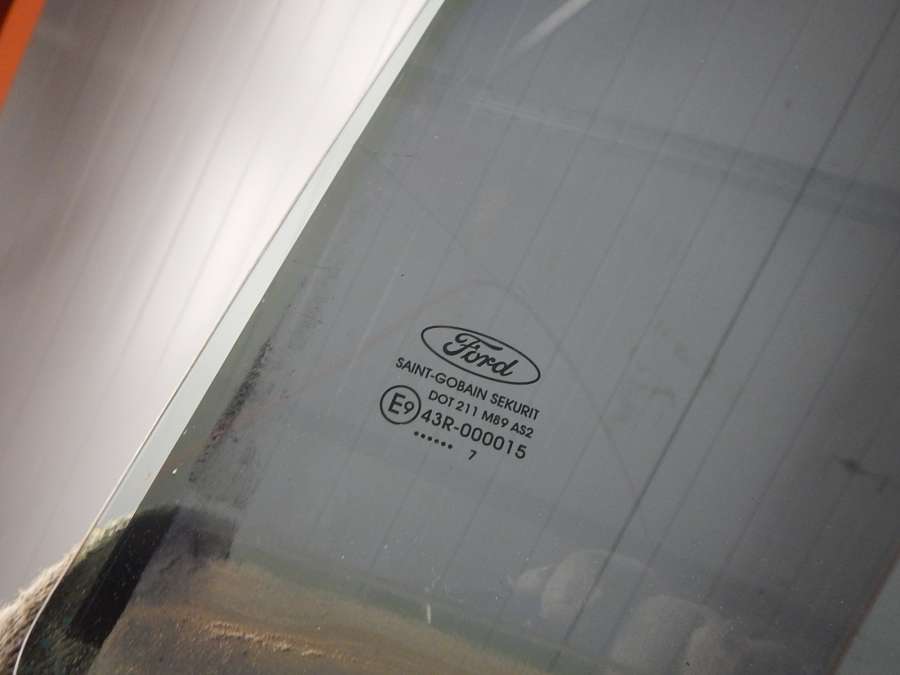 Ford
SAINT-GOBAIN SEKURIT
DOT 211 M89 AS2
E9 43R-000015
...... 7